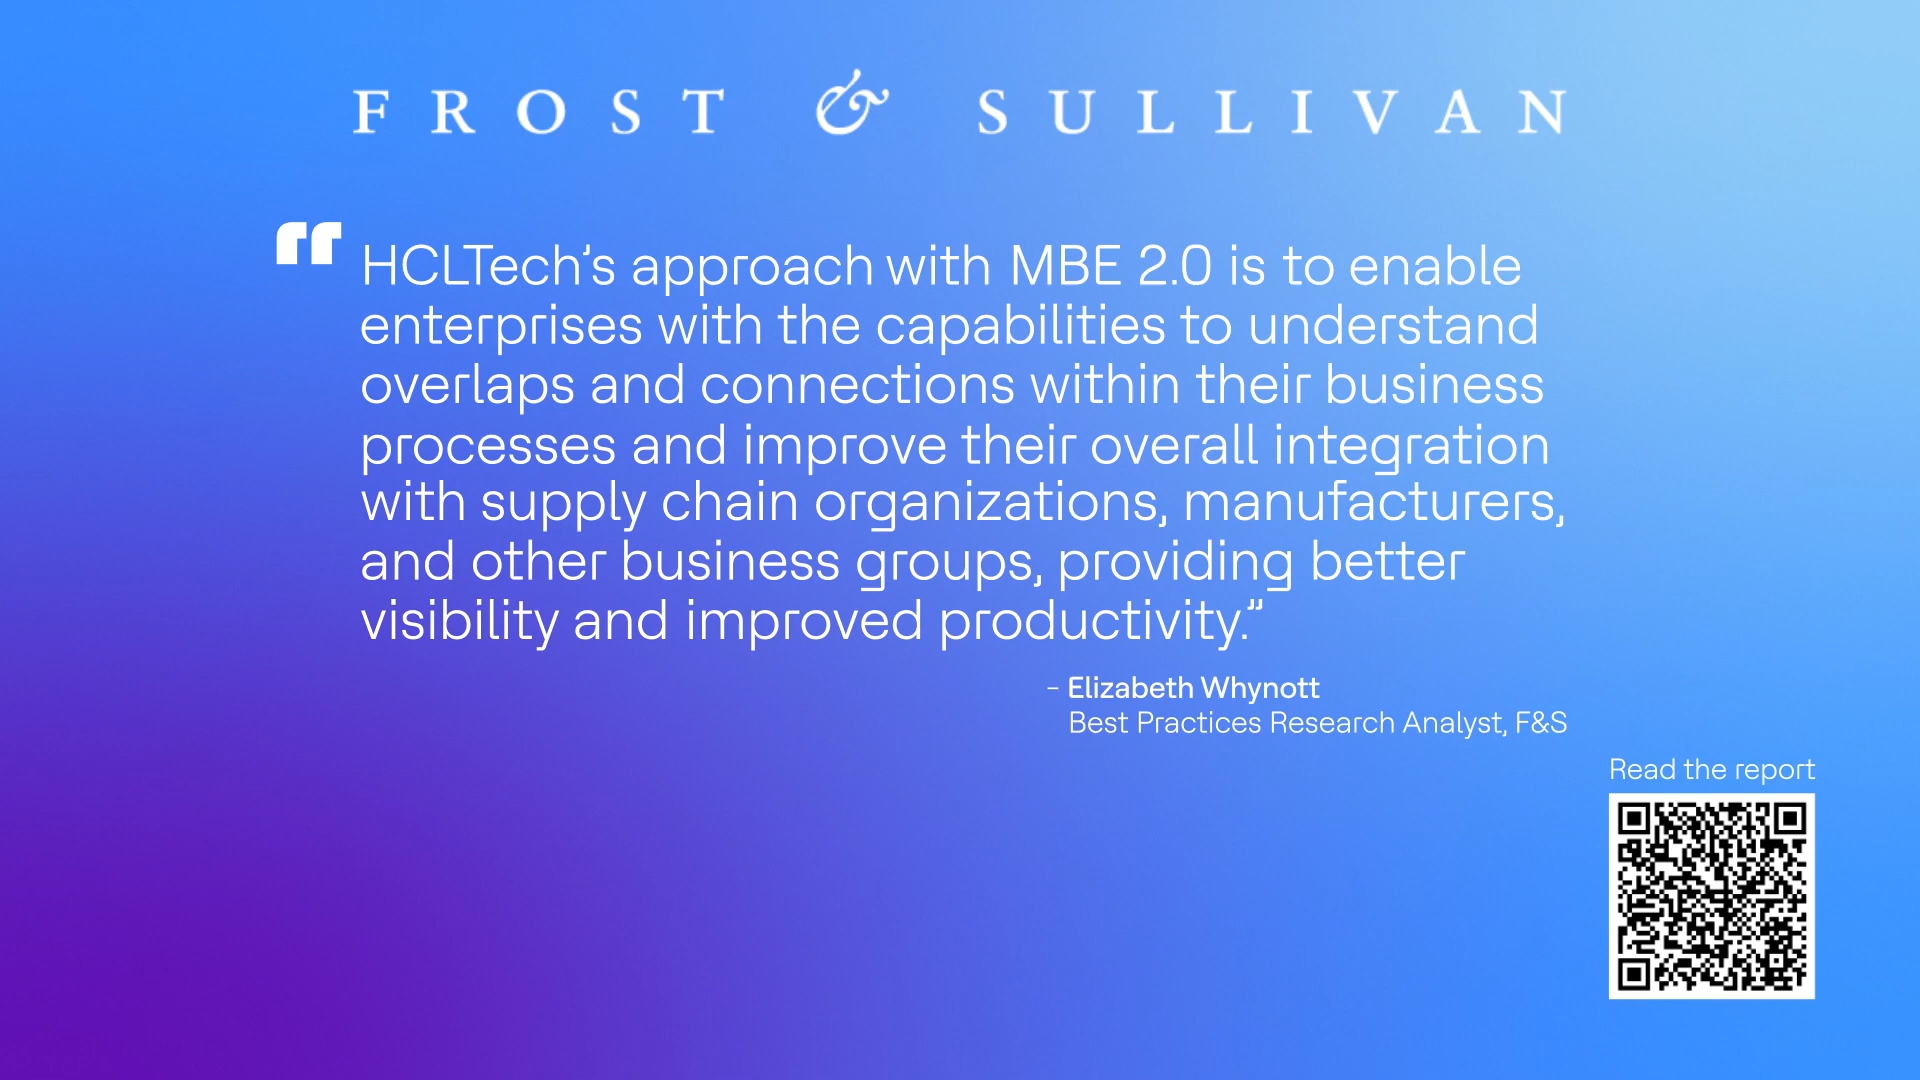 FROST & SULLIVAN
“HCLTech’s approach with MBE 2.0 is to enable
enterprises with the capabilities to understand
overlaps and connections within their business
processes and improve their overall integration
with supply chain organizations, manufacturers,
and other business groups, providing better
visibility and improved productivity.”
– Elizabeth Whynott
Best Practices Research Analyst, F&S
Read the report